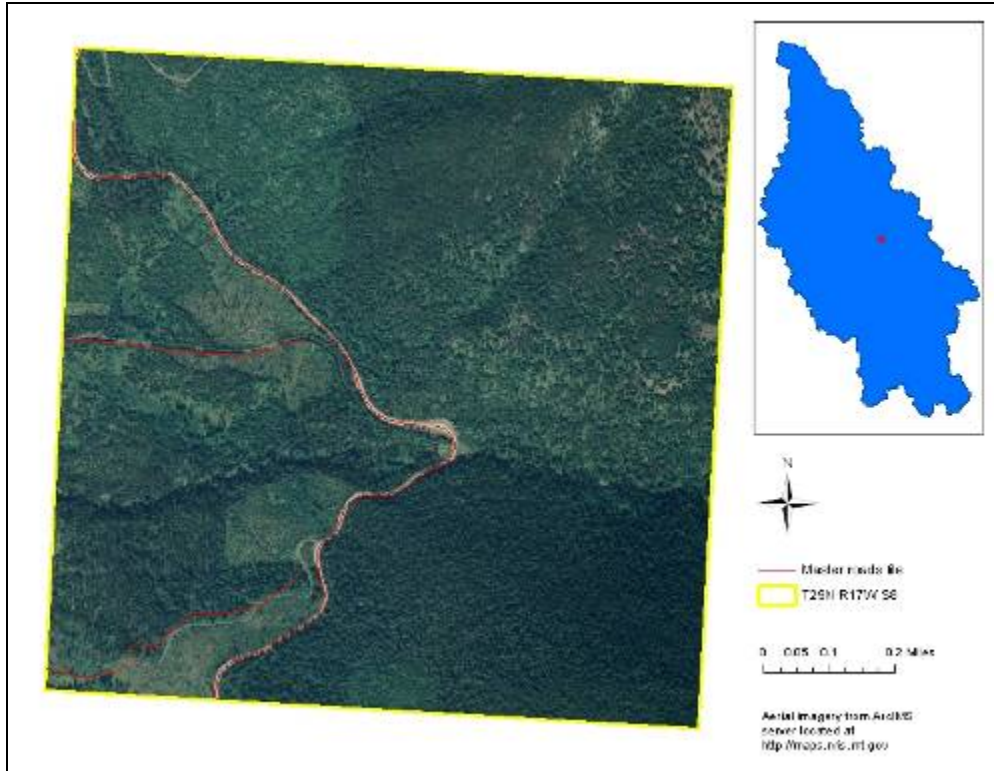 N
Master roads file
T29N R17W S8
0 0.05 0.1 0.2 Miles
Aerial imagery from ArcIMS
server located at
http://maps.nris.mt.gov